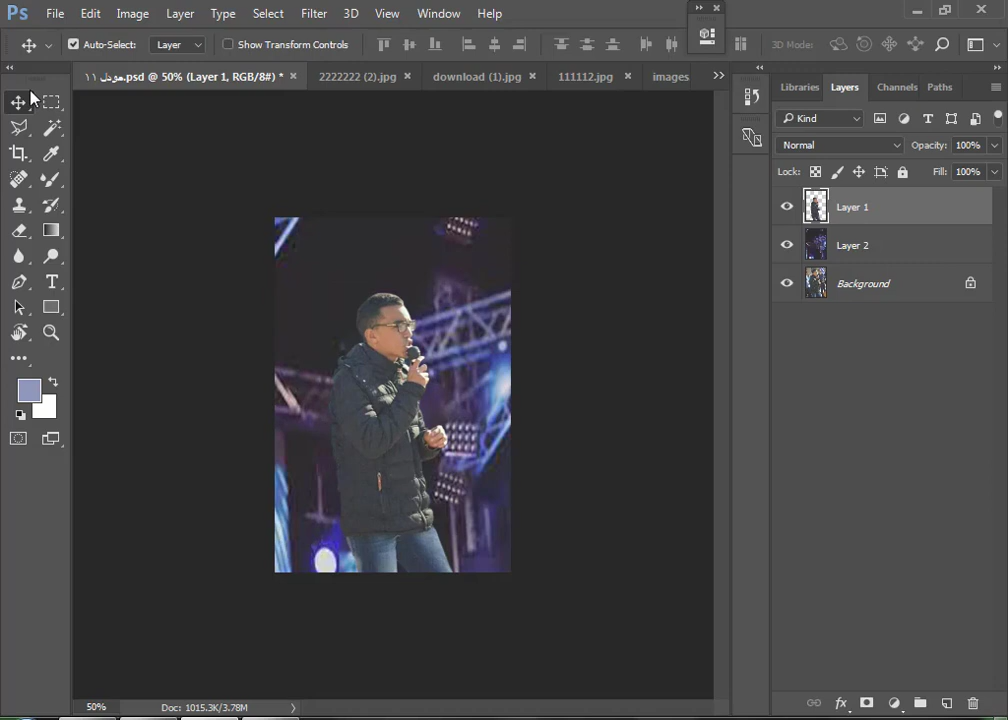 Ps File Edit Image Layer Type Select Filter 3D View Window Help
Auto-Select: Layer Show Transform Controls 3D Mode:
موديل ١١.psd @ 50% (Layer 1, RGB/8#) * 2222222 (2).jpg download (1).jpg 111112.jpg images
Libraries Layers Channels Paths
Kind
Normal Opacity: 100%
Lock: Fill: 100%
Layer 1
Layer 2
Background
50% Doc: 1015.3K/3.78M